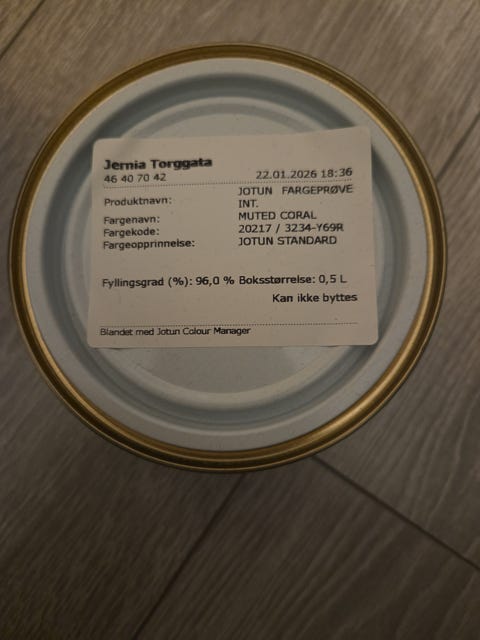 Jernia Torggata
46 40 70 42 22.01.2026 18:36
Produktnavn: JOTUN FARGEPRØVE
INT.
Fargenavn: MUTED CORAL
Fargekode: 20217 / 3234-Y69R
Fargeopprinnelse: JOTUN STANDARD
Fyllingsgrad (%): 96,0 % Boksstørrelse: 0,5 L
Kan ikke byttes
Blandet med Jotun Colour Manager